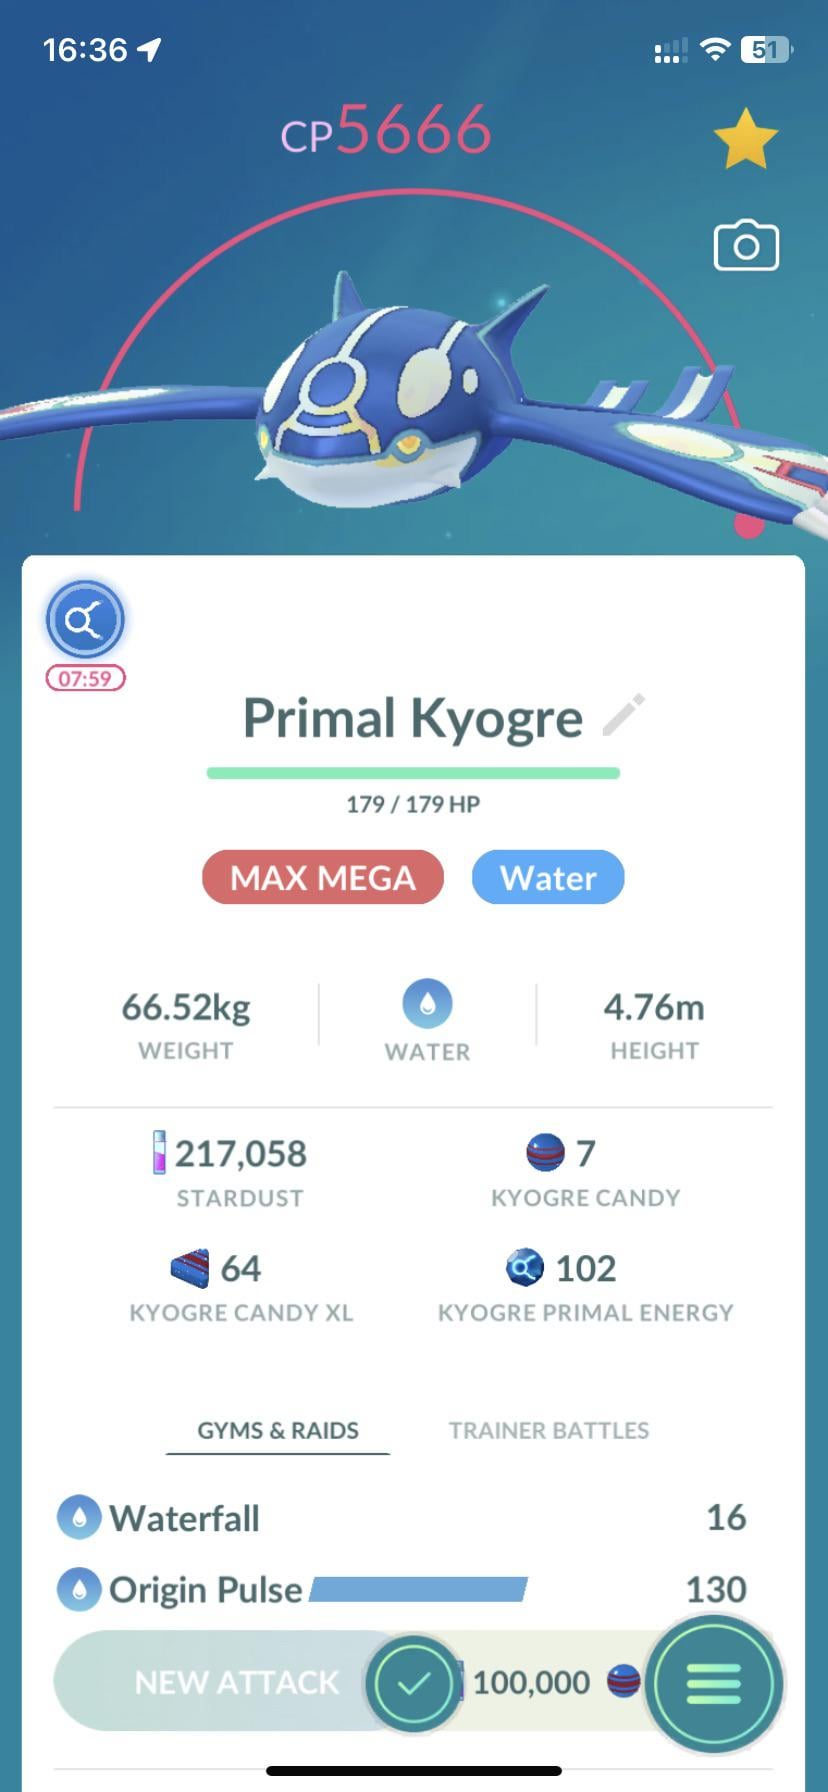 16:36
51
CP5666
07:59
Primal Kyogre
179 / 179 HP
MAX MEGA
Water
66.52kg
WEIGHT
WATER
4.76m
HEIGHT
217,058
STARDUST
7
KYOGRE CANDY
64
KYOGRE CANDY XL
102
KYOGRE PRIMAL ENERGY
GYMS & RAIDS
TRAINER BATTLES
Waterfall 16
Origin Pulse 130
NEW ATTACK 100,000